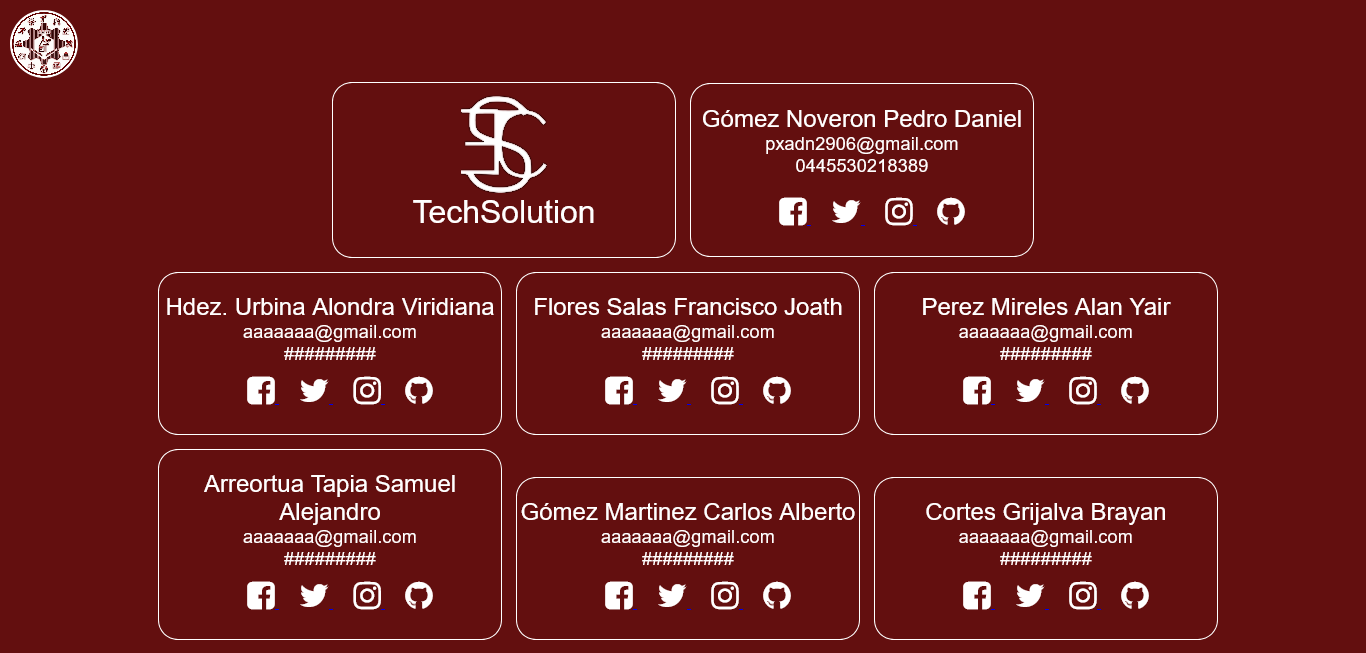 TechSolution
Gómez Noveron Pedro Daniel
pxadn2906@gmail.com
0445530218389
Hdez. Urbina Alondra Viridiana
aaaaaaa@gmail.com
#########
Flores Salas Francisco Joath
aaaaaaa@gmail.com
#########
Perez Mireles Alan Yair
aaaaaaa@gmail.com
#########
Arreortua Tapia Samuel
Alejandro
aaaaaaa@gmail.com
#########
Gómez Martinez Carlos Alberto
aaaaaaa@gmail.com
#########
Cortes Grijalva Brayan
aaaaaaa@gmail.com
#########